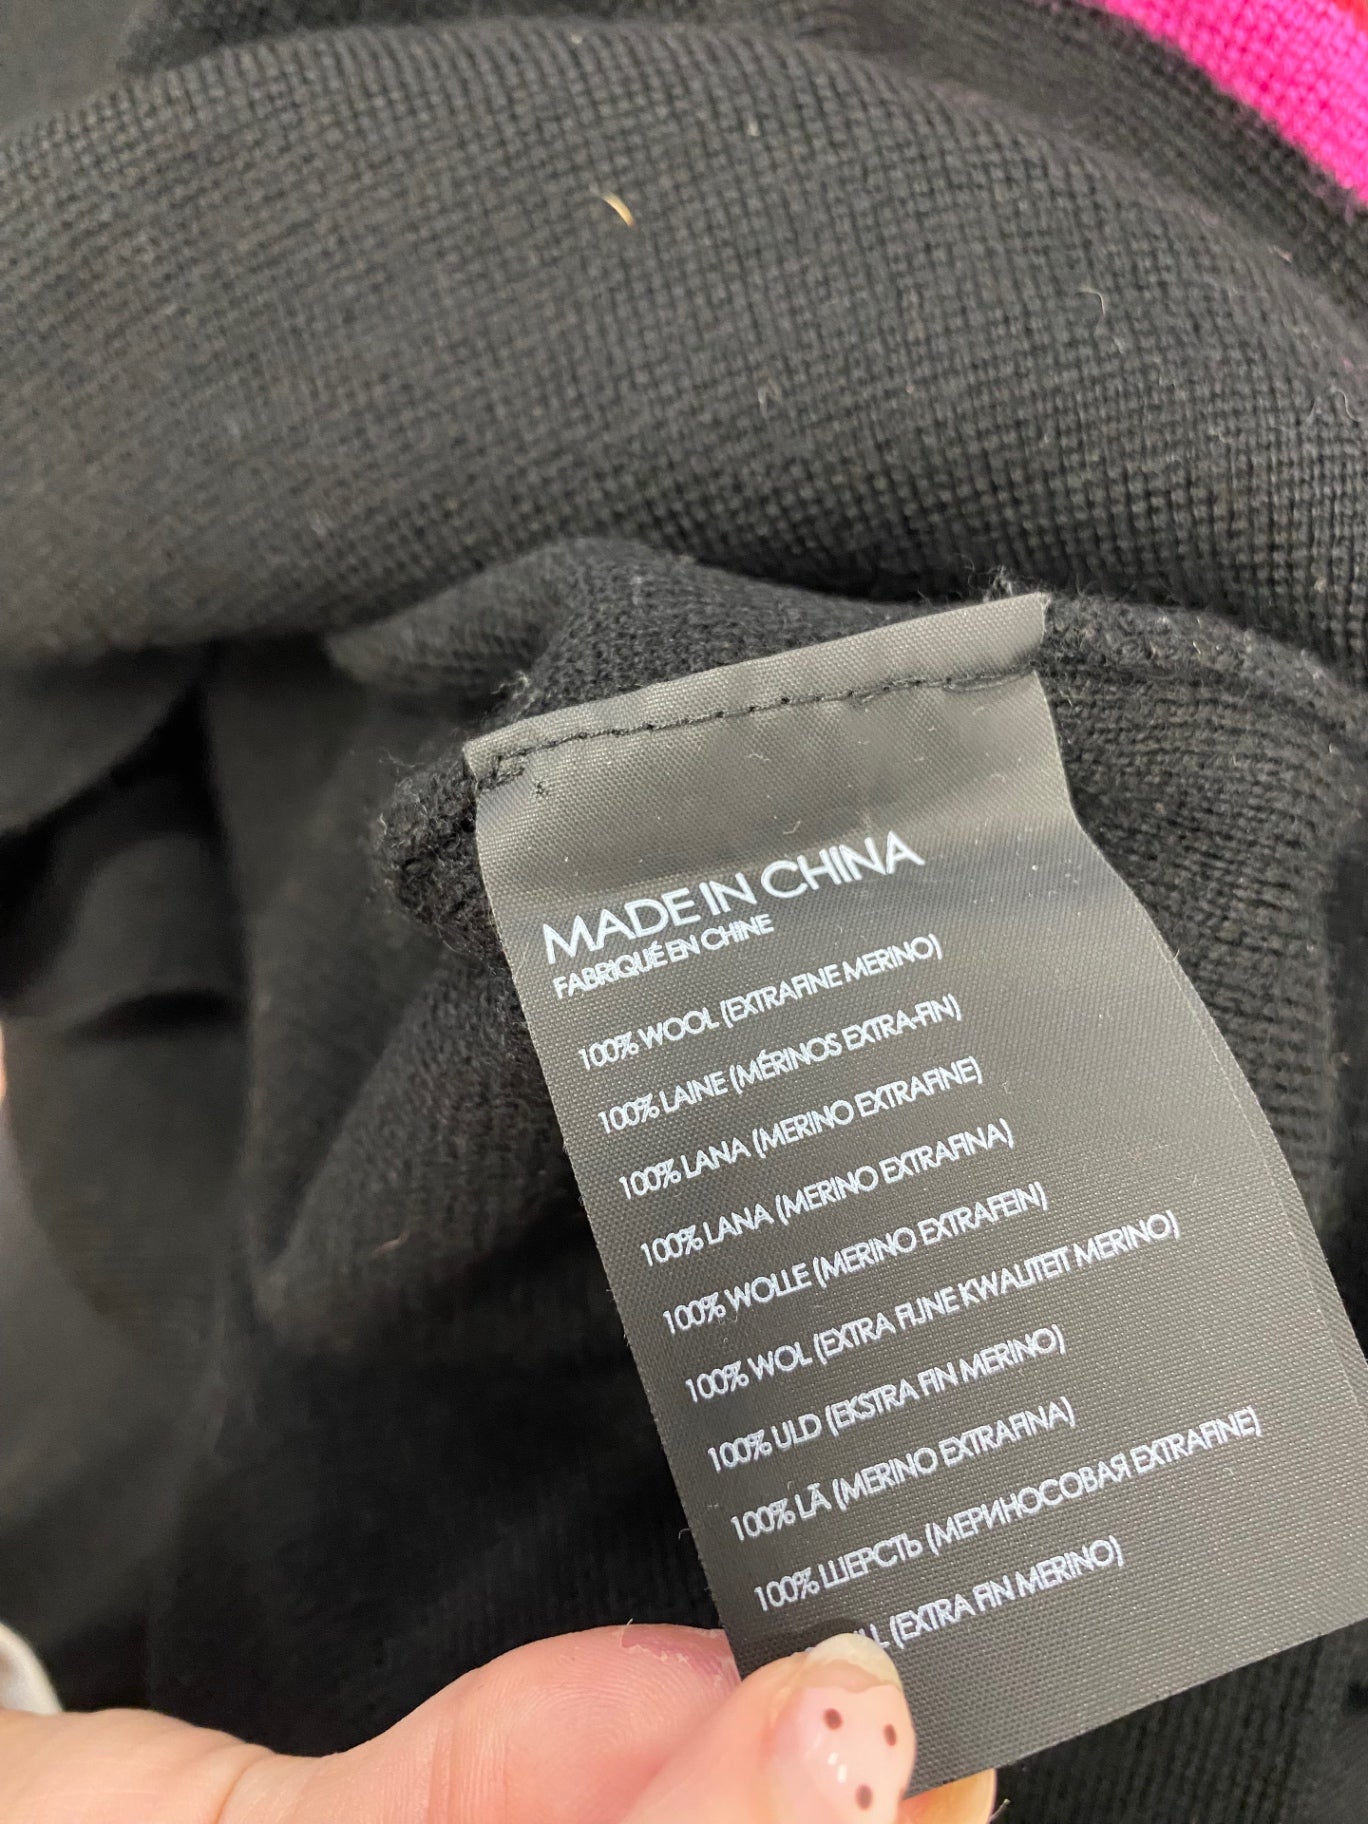 MADE IN CHINA
FABRIQUÉ EN CHINE
100% WOOL (EXTRAFINE MERINO)
100% LAINE (MÉRINOS EXTRA-FIN)
100% LANA (MERINO EXTRAFINE)
100% LANA (MERINO EXTRAFINA)
100% WOLLE (MERINO EXTRAFEIN)
100% WOL (EXTRA FIJNE KWALITEIT MERINO)
100% ULD (EKSTRA FIN MERINO)
100% LÃ (MERINO EXTRAFINA)
100% ШЕРСТЬ (МЕРИНОСОВАЯ EXTRAFINE)
(EXTRA FIN MERINO)